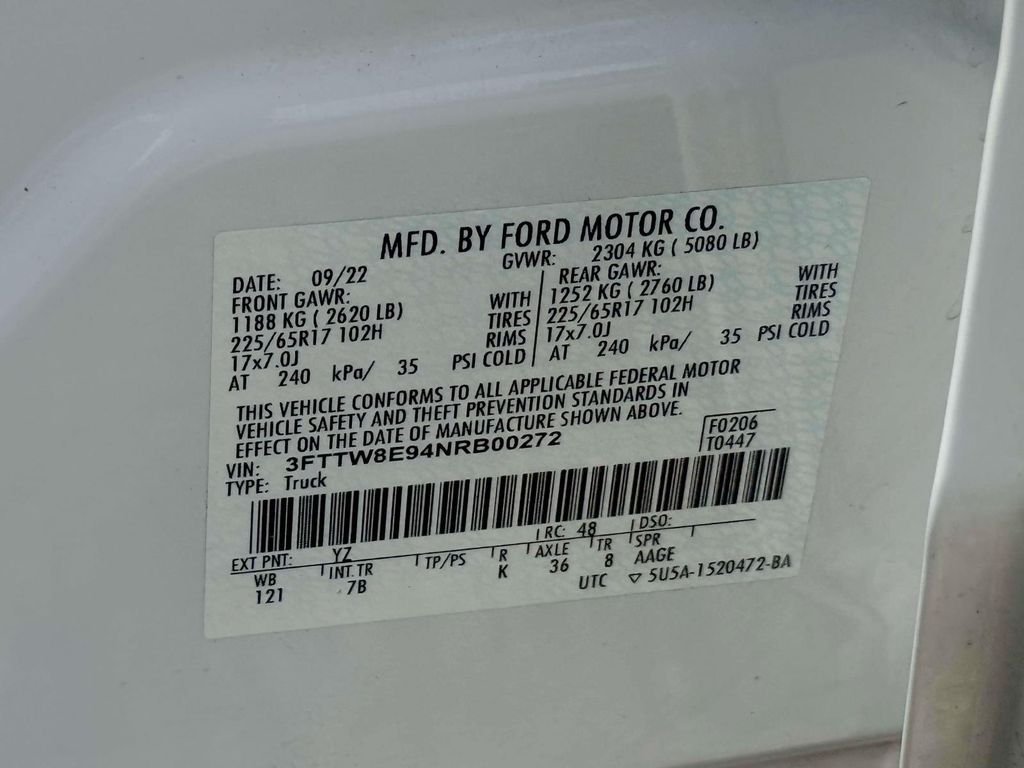 MFD. BY FORD MOTOR CO.
DATE: 09/22 GVWR: 2304 KG ( 5080 LB)
FRONT GAWR: REAR GAWR:
1188 KG ( 2620 LB) WITH 1252 KG ( 2760 LB) WITH
225/65R17 102H TIRES 225/65R17 102H TIRES
17x7.0J RIMS 17x7.0J RIMS
AT 240 kPa/ 35 PSI COLD AT 240 kPa/ 35 PSI COLD
THIS VEHICLE CONFORMS TO ALL APPLICABLE FEDERAL MOTOR
VEHICLE SAFETY AND THEFT PREVENTION STANDARDS IN
EFFECT ON THE DATE OF MANUFACTURE SHOWN ABOVE.
VIN: 3FTTW8E94NRB00272 F0206
TYPE: Truck T0447
EXT PNT: YZ RC: 48 DSO:
WB INT TR TP/PS R AXLE TR SPR
121 7B K 36 8 AAGE
UTC ▽ 5U5A-1520472-BA